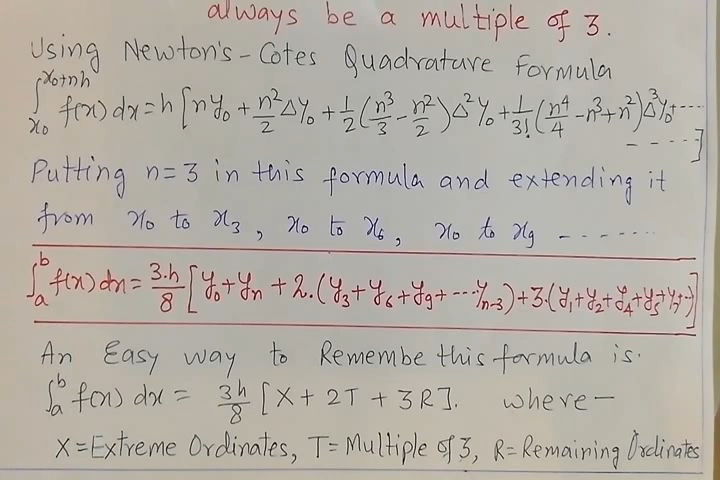 always be a multiple of 3.
Using Newton's-Cotes Quadrature formula
∫_{x₀}^{x₀+nh} f(x) dx = h [ny₀ + n²/2 Δy₀ + 1/2 (n³/3 - n²/2) Δ²y₀ + 1/3! (n⁴/4 - n³ + n²) Δ³y₀ + ----
----]
Putting n=3 in this formula and extending it
from x₀ to x₃, x₀ to x₆, x₀ to x₉ -------
∫_a^b f(x) dx = 3.h/8 [y₀ + yₙ + 2.(y₃ + y₆ + y₉ + --- yₙ₋₃) + 3.(y₁ + y₂ + y₄ + y₅ + y₇ + --)]
An Easy way to Remembe this formula is.
∫_a^b f(x) dx = 3h/8 [X + 2T + 3R]. where —
X = Extreme Ordinates, T = Multiple of 3, R = Remaining Ordinates